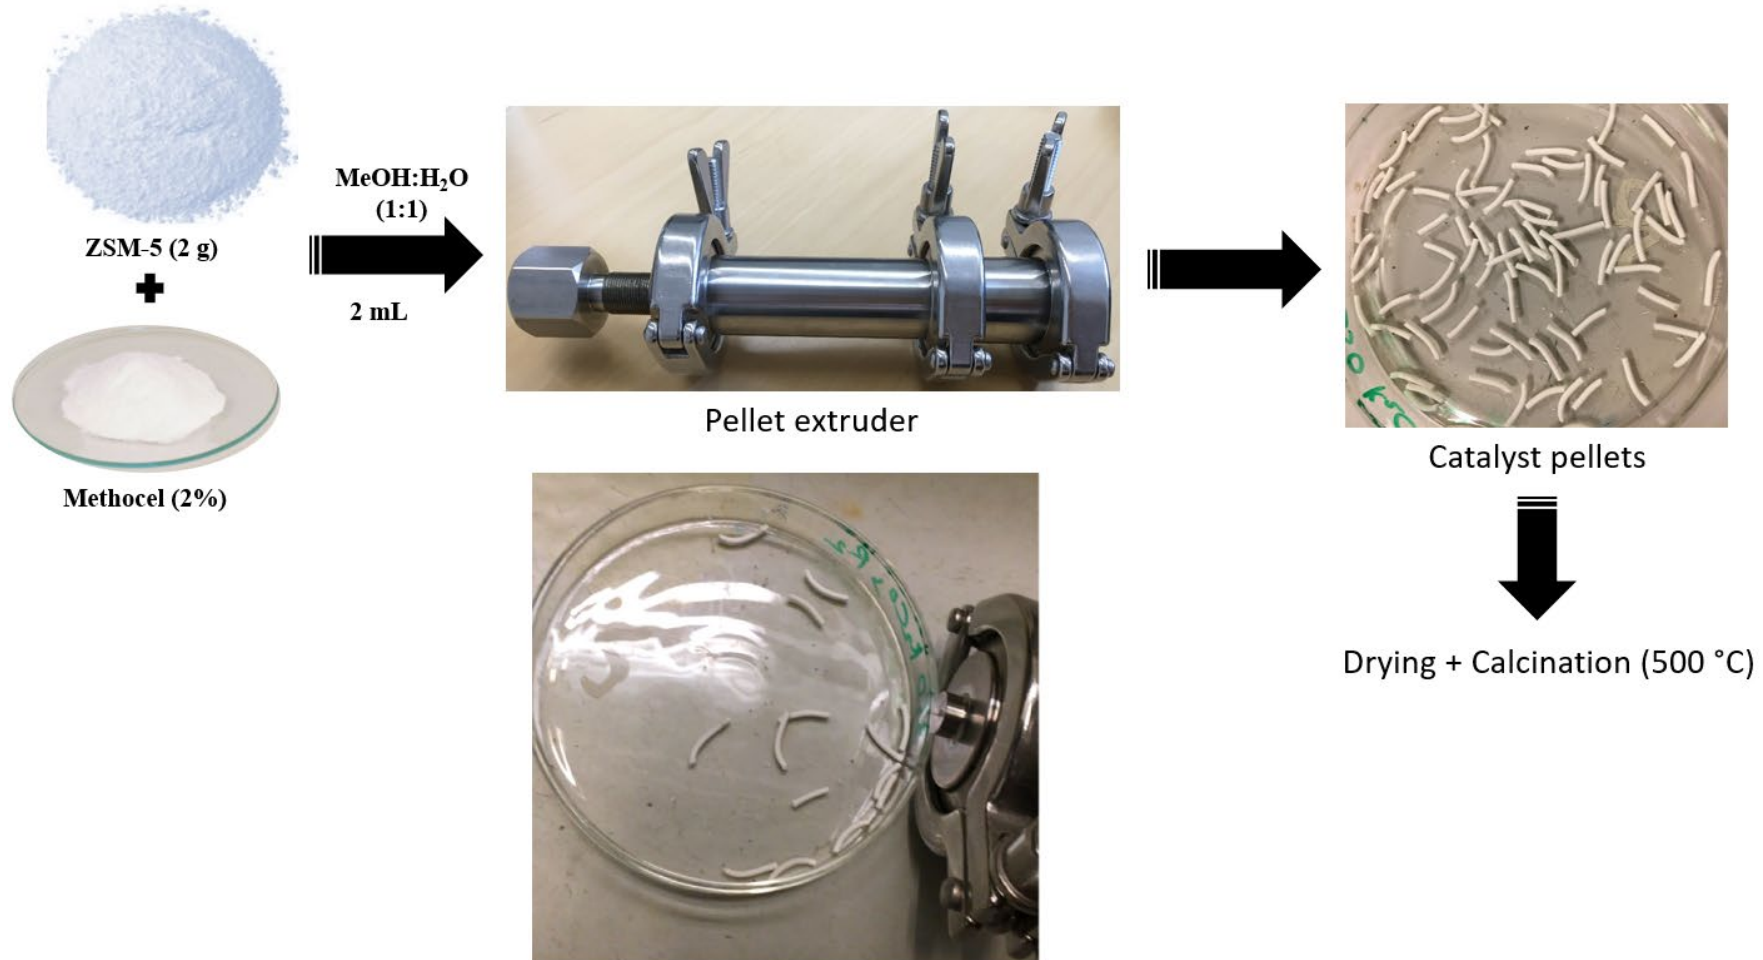 ZSM-5 (2 g)
Methocel (2%)
MeOH:H₂O
(1:1)
2 mL
Pellet extruder
Catalyst pellets
Drying + Calcination (500 °C)